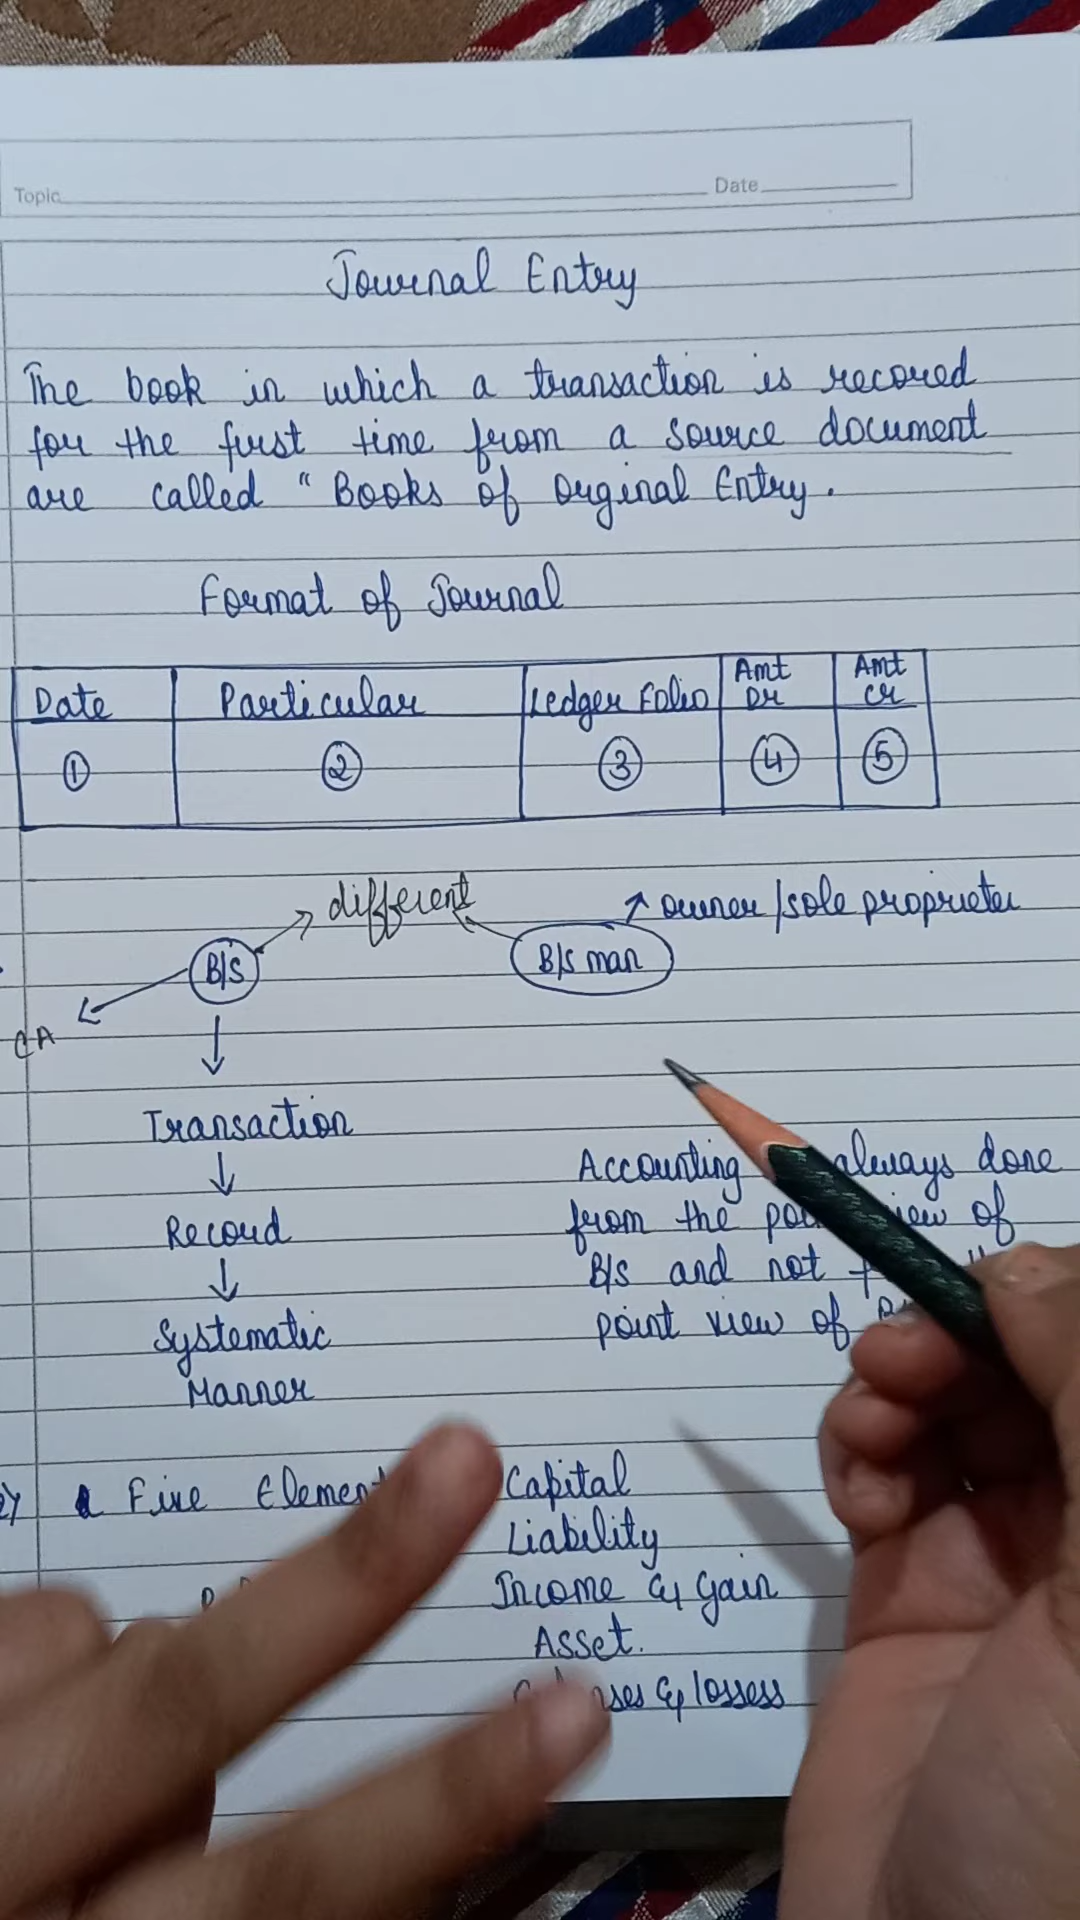 Topic
Date
Journal Entry
The book in which a transaction is recored
for the first time from a source document
are called "Books of Orginal Entry.
Format of Journal
Date Particular Ledger Folio Amt Dr Amt Cr
① ② ③ ④ ⑤
different
↗ owner/sole proprieter
B/S B/S man
CA
Transaction
Record
Systematic
Manner
Accounting always done
from the view of
B/S and not
point view of
Five Capital
Liability
Income & Gain
Asset.
& lossess